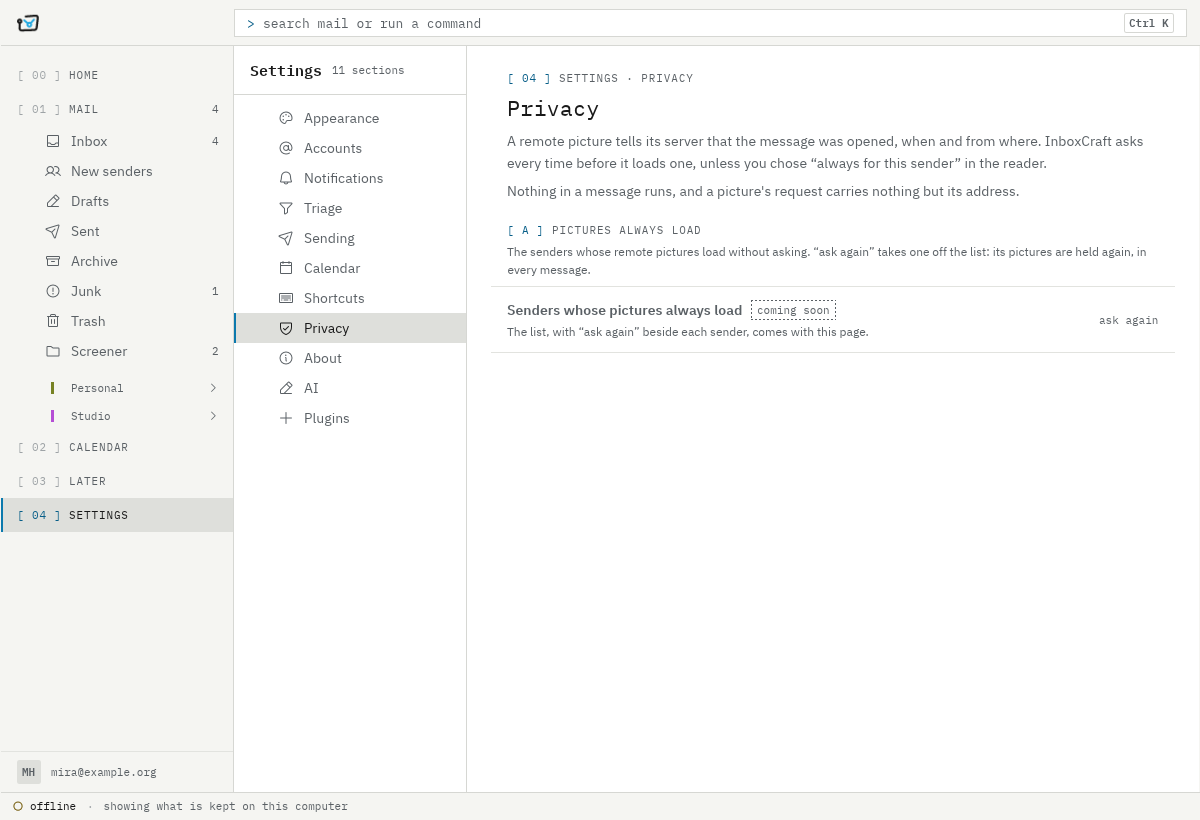 > search mail or run a command
Ctrl K
[ 00 ] HOME
[ 01 ] MAIL 4
Inbox 4
New senders
Drafts
Sent
Archive
Junk 1
Trash
Screener 2
Personal
Studio
[ 02 ] CALENDAR
[ 03 ] LATER
[ 04 ] SETTINGS
MH mira@example.org
Settings 11 sections
Appearance
Accounts
Notifications
Triage
Sending
Calendar
Shortcuts
Privacy
About
AI
Plugins
[ 04 ] SETTINGS · PRIVACY
Privacy
A remote picture tells its server that the message was opened, when and from where. InboxCraft asks
every time before it loads one, unless you chose “always for this sender” in the reader.
Nothing in a message runs, and a picture's request carries nothing but its address.
[ A ] PICTURES ALWAYS LOAD
The senders whose remote pictures load without asking. “ask again” takes one off the list: its pictures are held again, in
every message.
Senders whose pictures always load coming soon
The list, with “ask again” beside each sender, comes with this page.
ask again
offline · showing what is kept on this computer